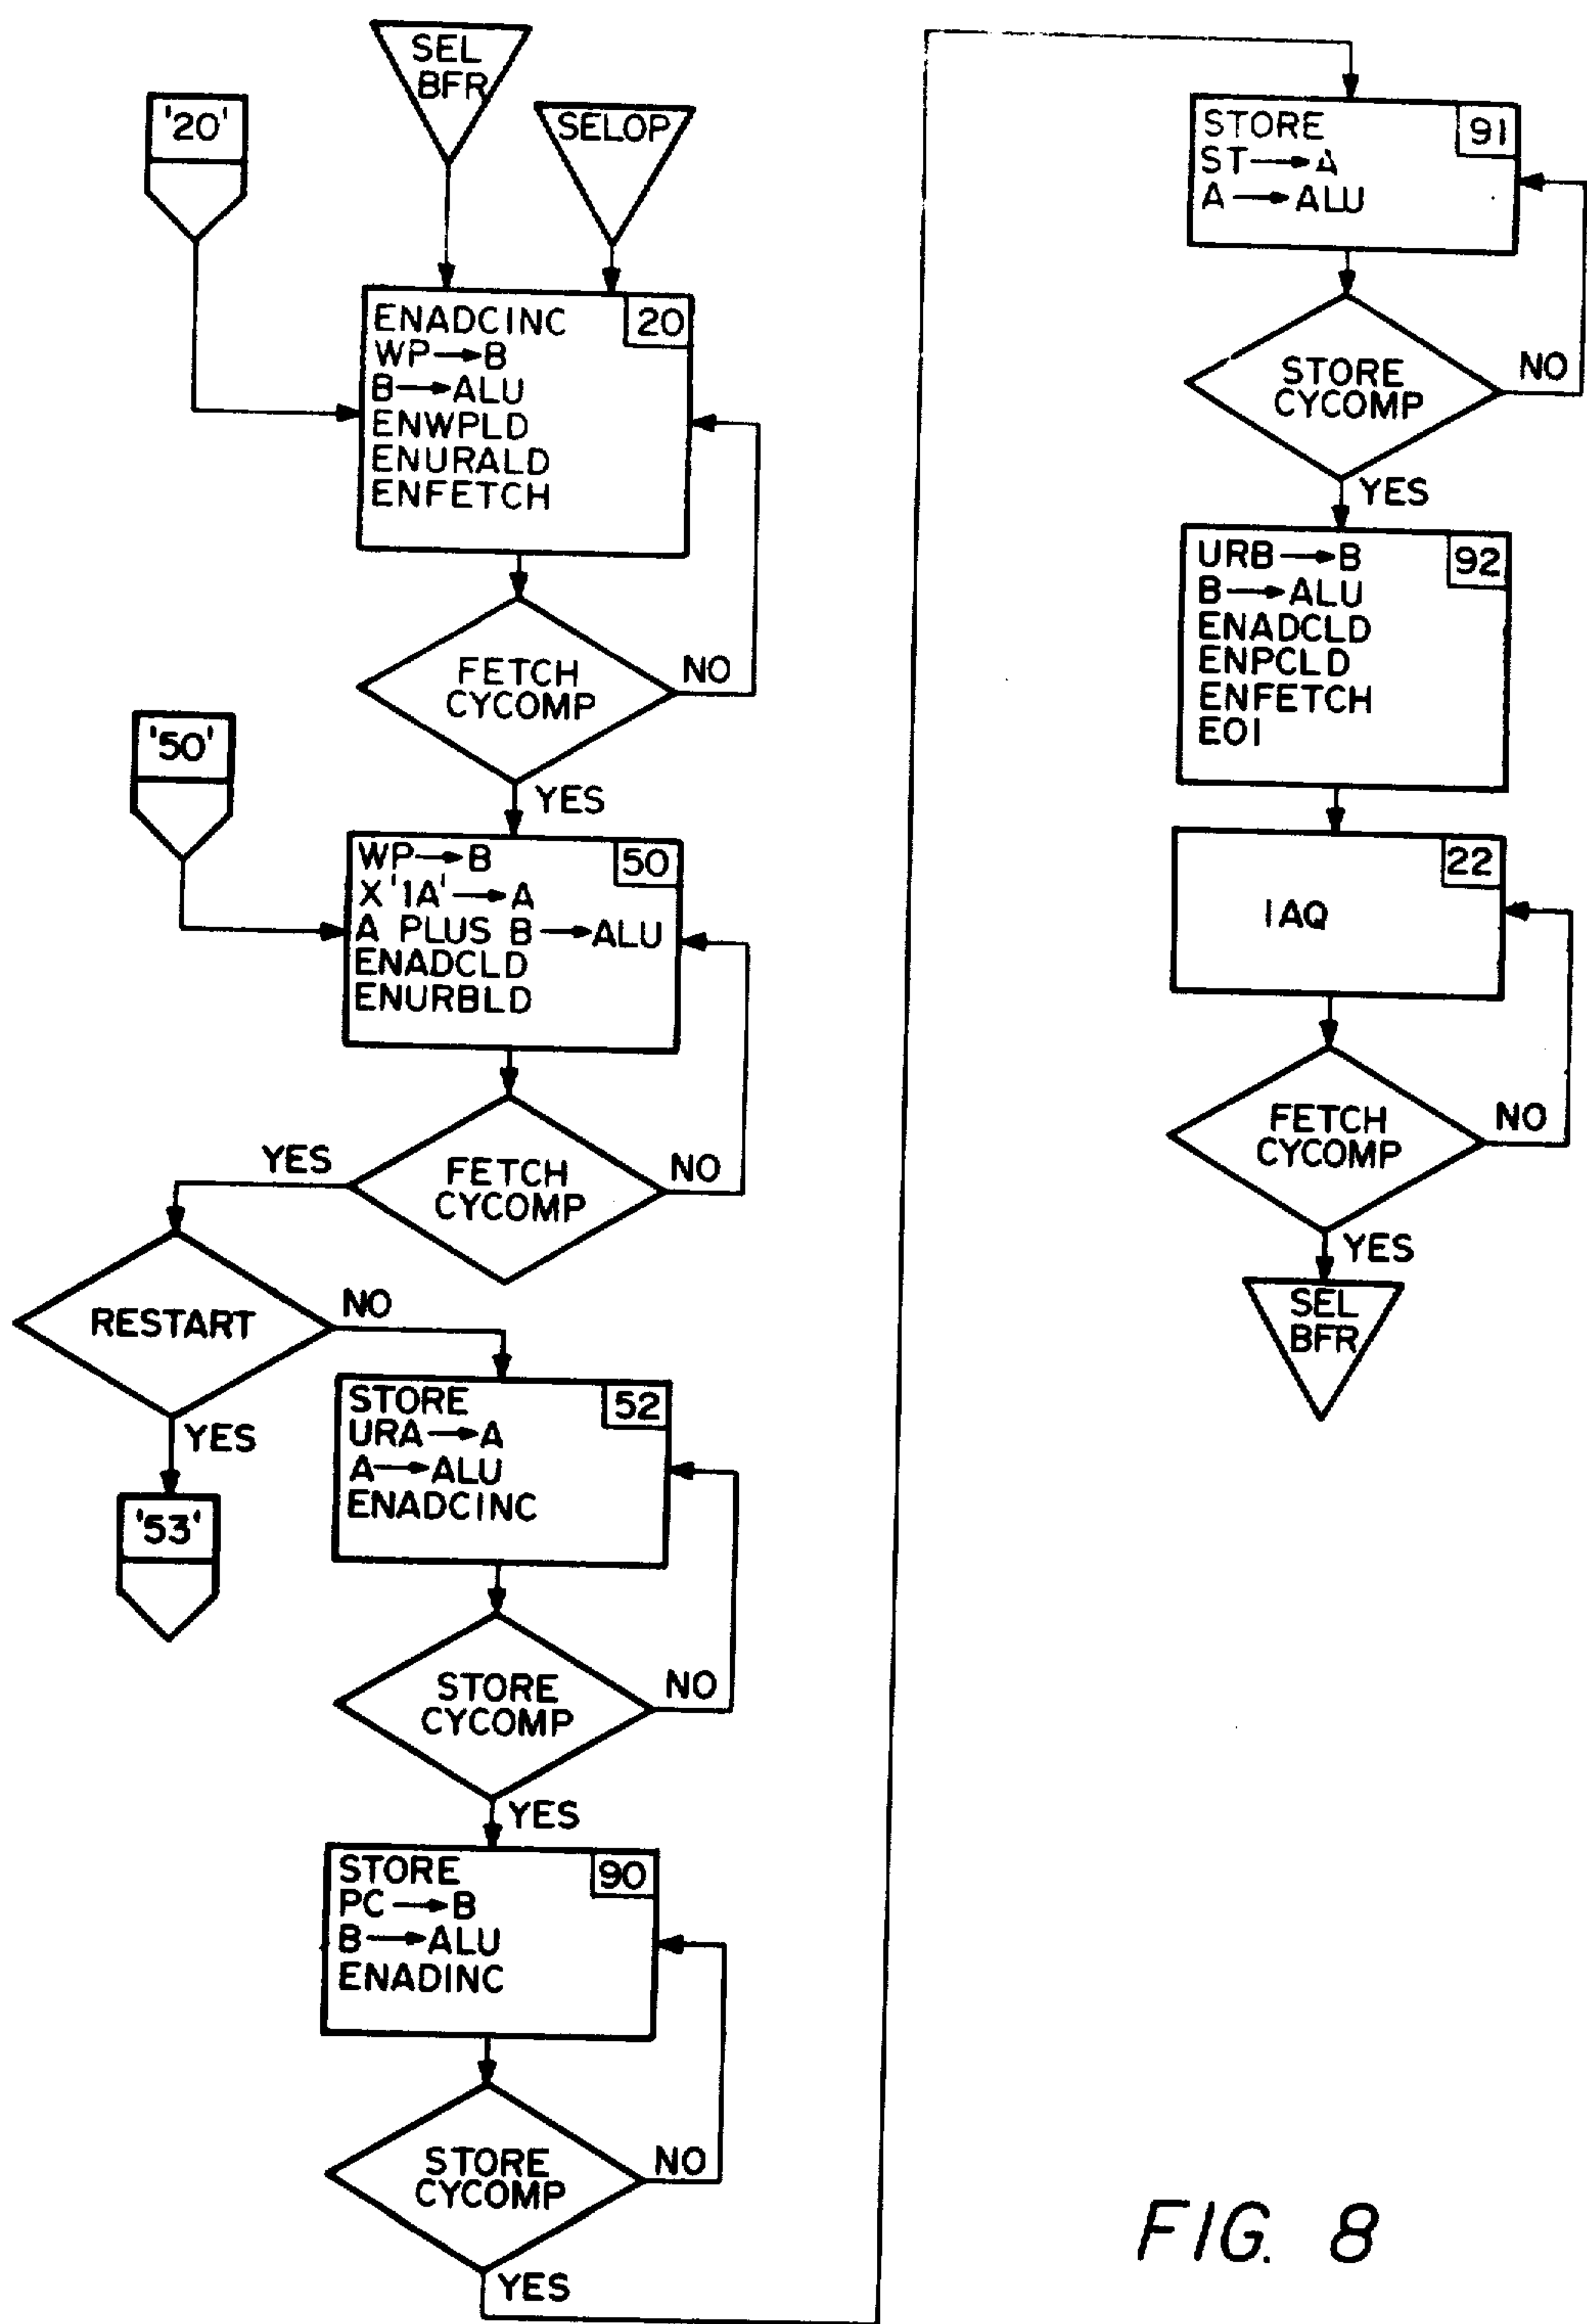 SEL
BFR
SELOP
'20'
20
ENADCINC
WP→B
B→ALU
ENWPLD
ENURALD
ENFETCH
FETCH
CYCOMP
NO
YES
'50'
50
WP→B
X'1A'→A
A PLUS B→ALU
ENADCLD
ENURBLD
FETCH
CYCOMP
YES
NO
RESTART
NO
YES
'53'
52
STORE
URA→A
A→ALU
ENADCINC
STORE
CYCOMP
NO
YES
90
STORE
PC→B
B→ALU
ENADINC
STORE
CYCOMP
NO
YES
91
STORE
ST→A
A→ALU
STORE
CYCOMP
NO
YES
92
URB→B
B→ALU
ENADCLD
ENPCLD
ENFETCH
EOI
22
IAQ
FETCH
CYCOMP
NO
YES
SEL
BFR
FIG. 8